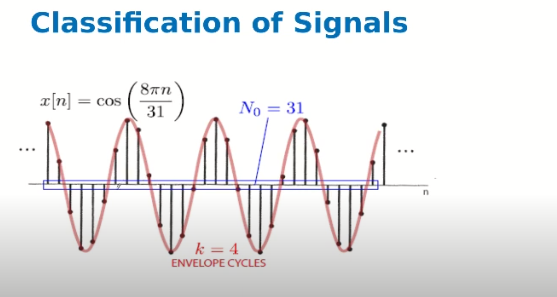 Classification of Signals
x[n] = cos(8πn/31)
N₀ = 31
...
...
n
k = 4
ENVELOPE CYCLES